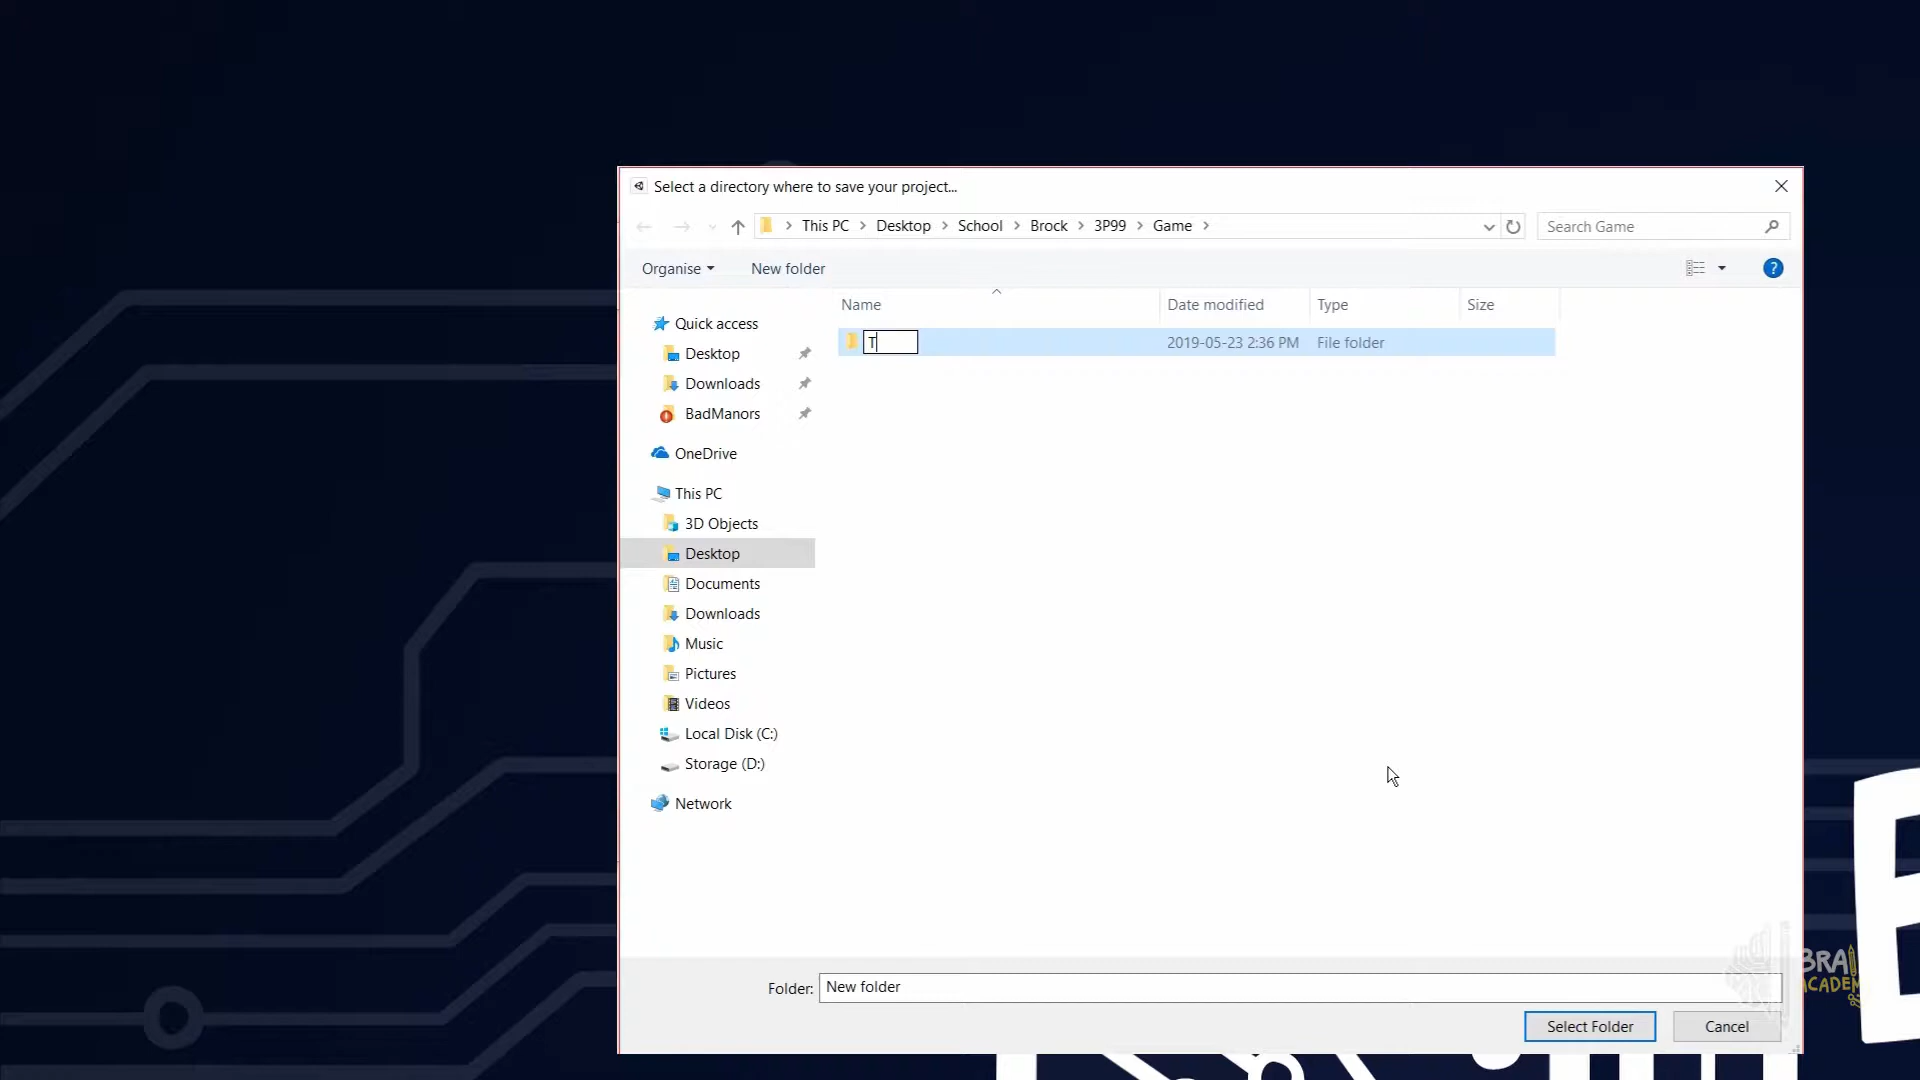 Select a directory where to save your project...
This PC > Desktop > School > Brock > 3P99 > Game >
Search Game
Organise
New folder
?
Name
Date modified
Type
Size
T
2019-05-23 2:36 PM
File folder
Quick access
Desktop
Downloads
BadManors
OneDrive
This PC
3D Objects
Desktop
Documents
Downloads
Music
Pictures
Videos
Local Disk (C:)
Storage (D:)
Network
Folder:
New folder
Select Folder
Cancel